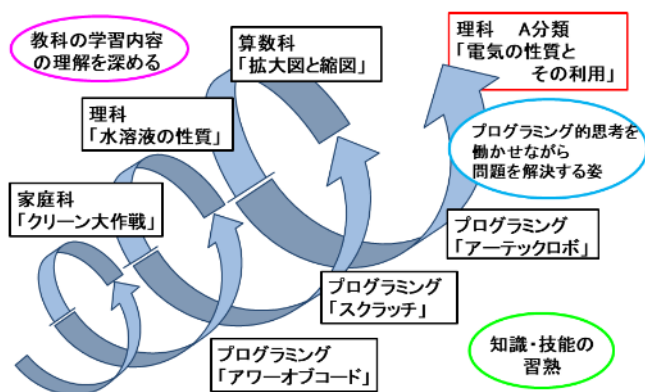 教科の学習内容
の理解を深める
算数科
「拡大図と縮図」
理科　A分類
「電気の性質と
その利用」
理科
「水溶液の性質」
プログラミング的思考を
働かせながら
問題を解決する姿
家庭科
「クリーン大作戦」
プログラミング
「アーテックロボ」
プログラミング
「スクラッチ」
プログラミング
「アワーオブコード」
知識・技能の
習熟